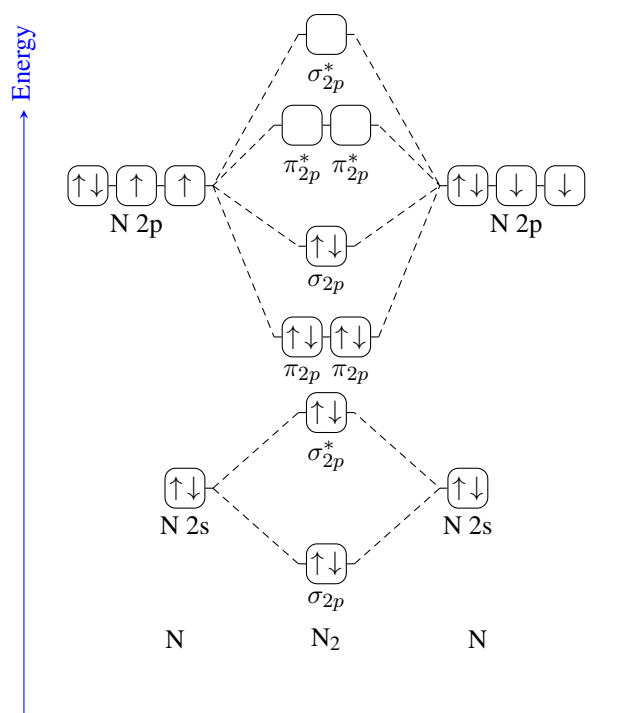 Energy
σ*2p
π*2p π*2p
↑↓ ↑ ↑
↑↓ ↓ ↓
N 2p
N 2p
↑↓
σ2p
↑↓ ↑↓
π2p π2p
↑↓
σ*2p
↑↓
↑↓
N 2s
N 2s
↑↓
σ2p
N N2 N